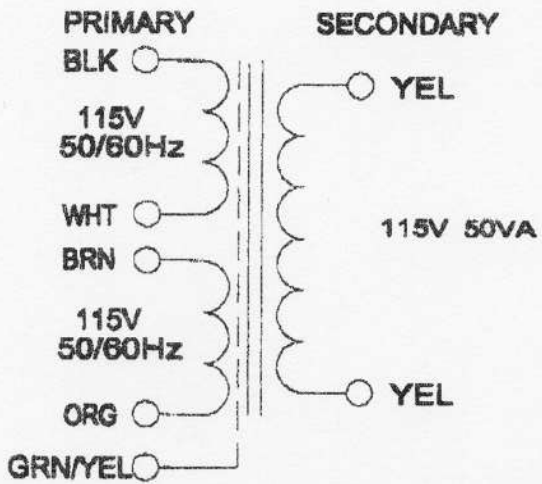 PRIMARY
SECONDARY
BLK
YEL
115V
50/60Hz
WHT
115V 50VA
BRN
115V
50/60Hz
ORG
YEL
GRN/YEL